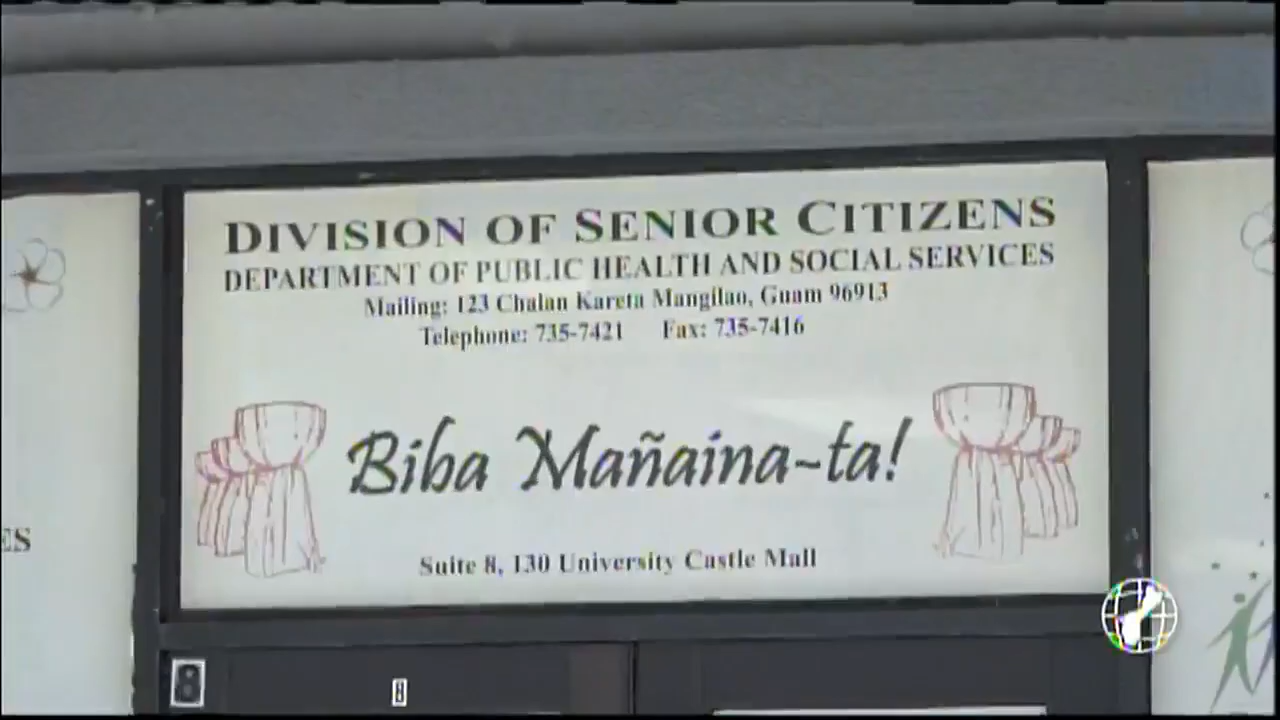 DIVISION OF SENIOR CITIZENS
DEPARTMENT OF PUBLIC HEALTH AND SOCIAL SERVICES
Mailing: 123 Chalan Kareta Mangilao, Guam 96913
Telephone: 735-7421 Fax: 735-7416
Biba Mañaina-ta!
Suite 8, 130 University Castle Mall
ES
8
8